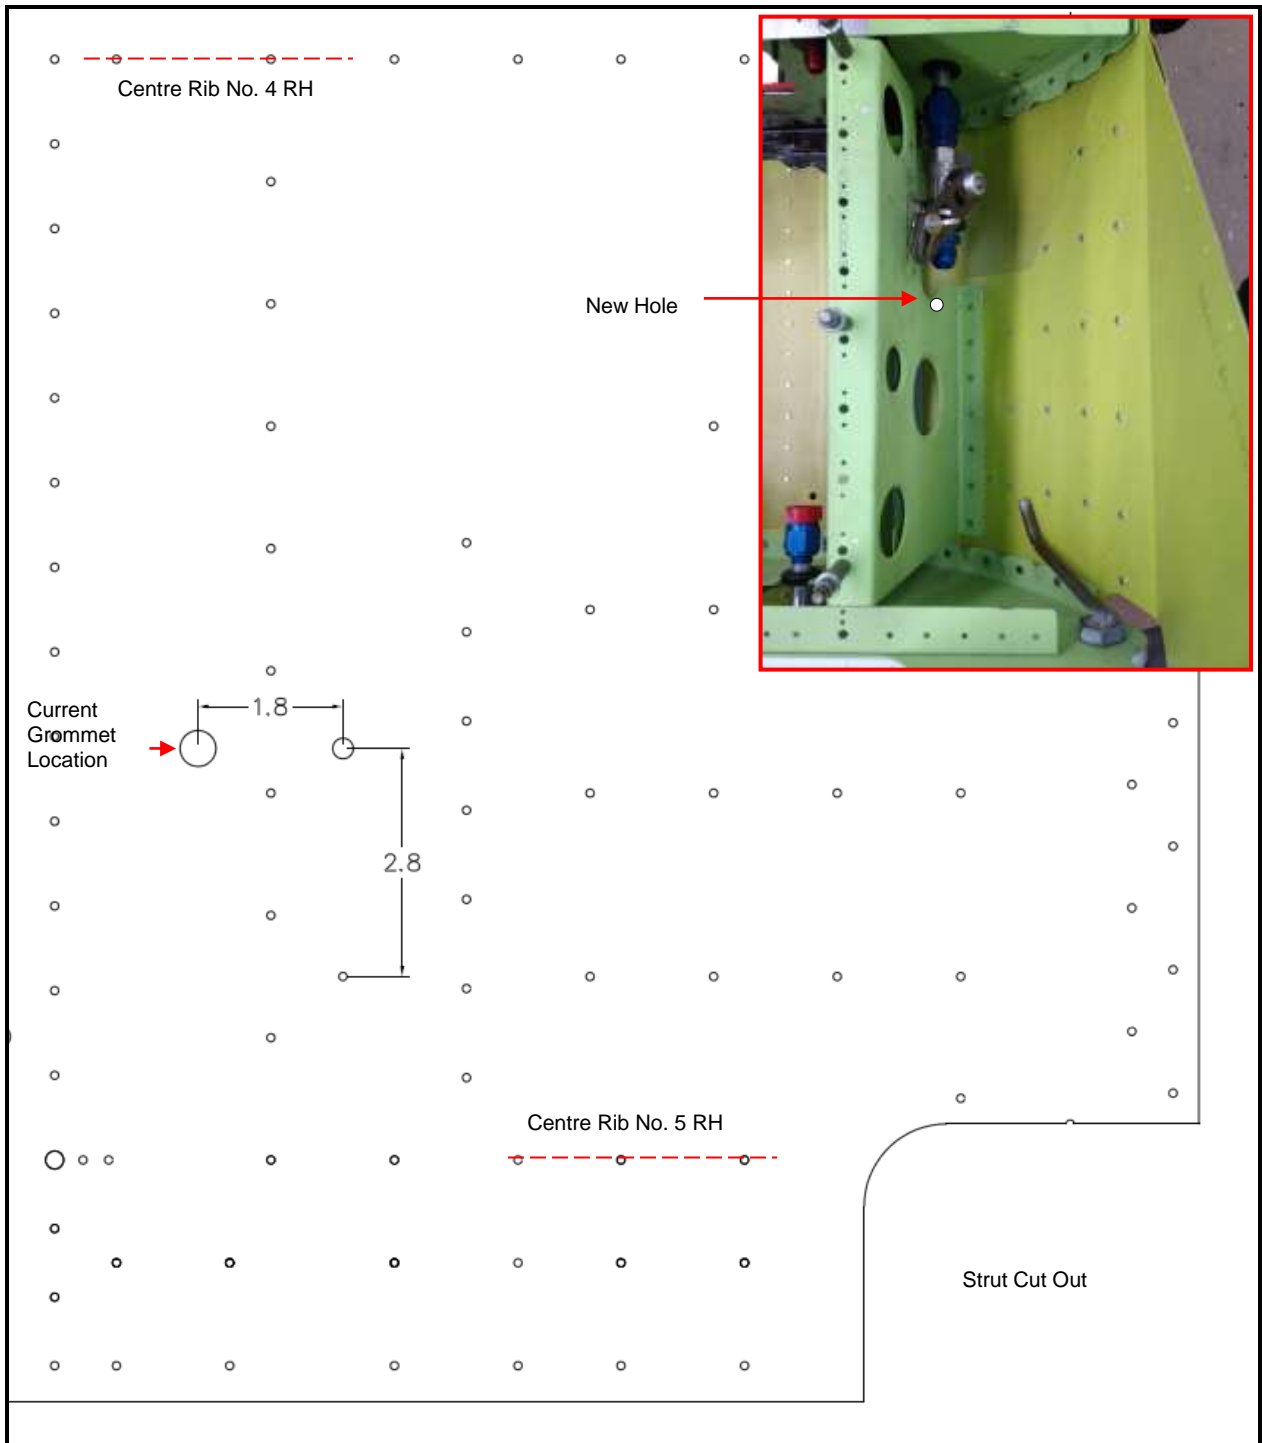 Centre Rib No. 4 RH
New Hole
Current
Grommet
Location
1.8
2.8
Centre Rib No. 5 RH
Strut Cut Out